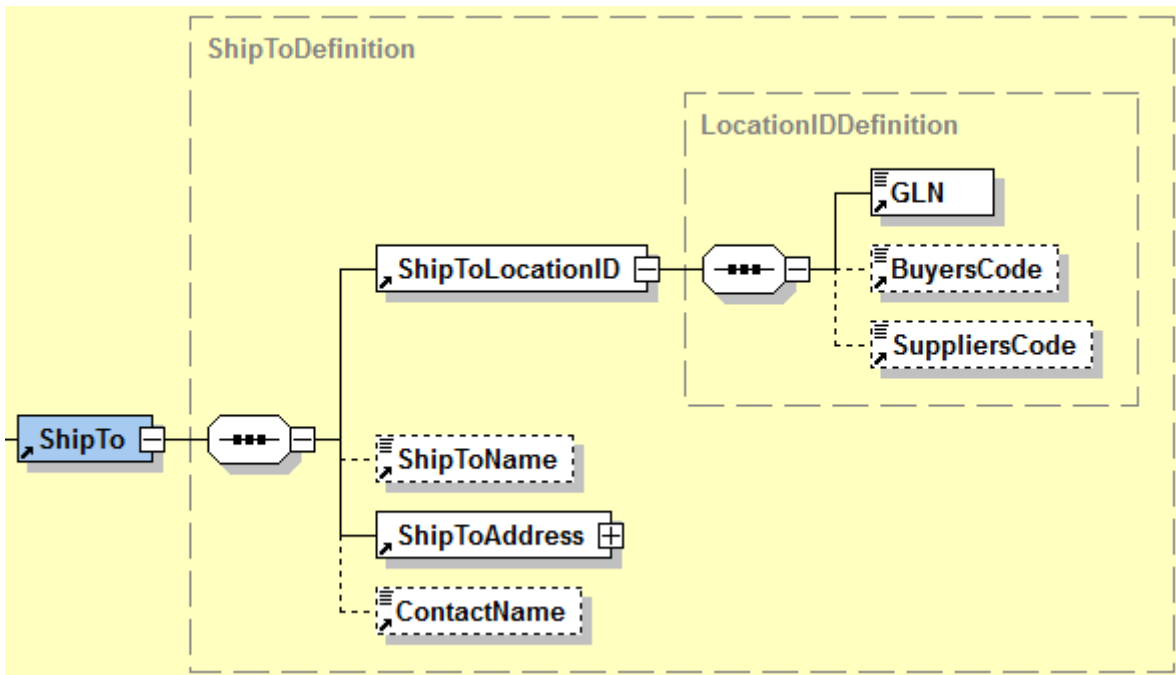 ShipToDefinition
LocationIDDefinition
GLN
ShipToLocationID
BuyersCode
SuppliersCode
ShipTo
ShipToName
ShipToAddress
ContactName